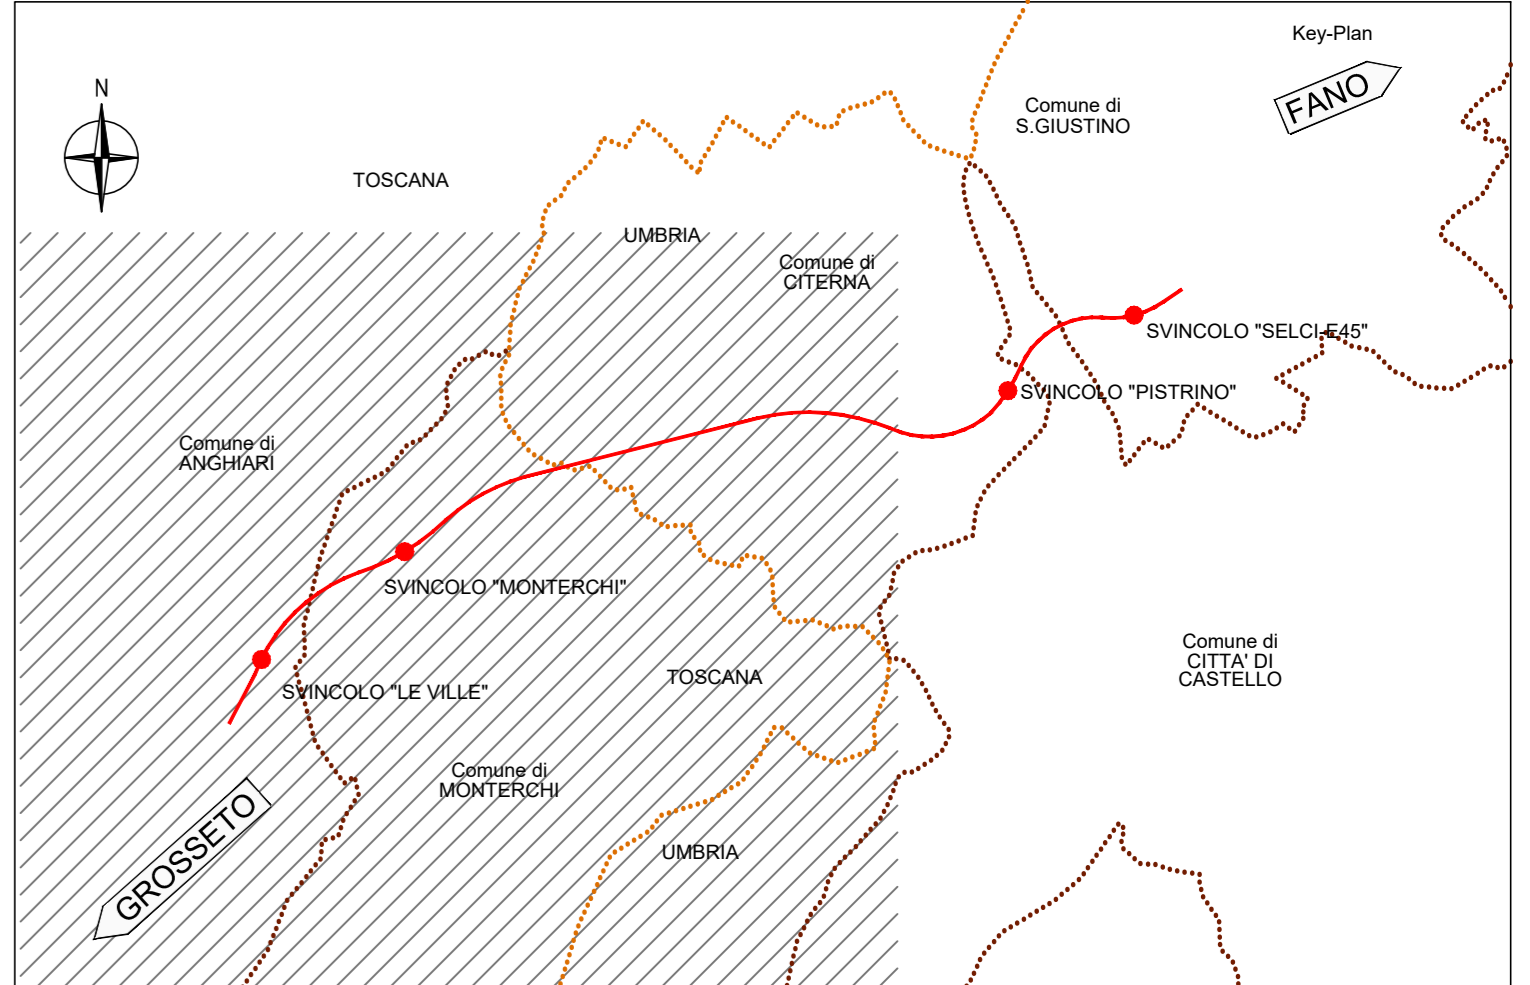 Key-Plan
N
FANO
Comune di
S.GIUSTINO
TOSCANA
UMBRIA
Comune di
CITERNA
SVINCOLO "SELCI-E45"
SVINCOLO "PISTRINO"
Comune di
ANGHIARI
SVINCOLO "MONTERCHI"
Comune di
CITTA' DI
CASTELLO
TOSCANA
SVINCOLO "LE VILLE"
Comune di
MONTERCHI
GROSSETO
UMBRIA